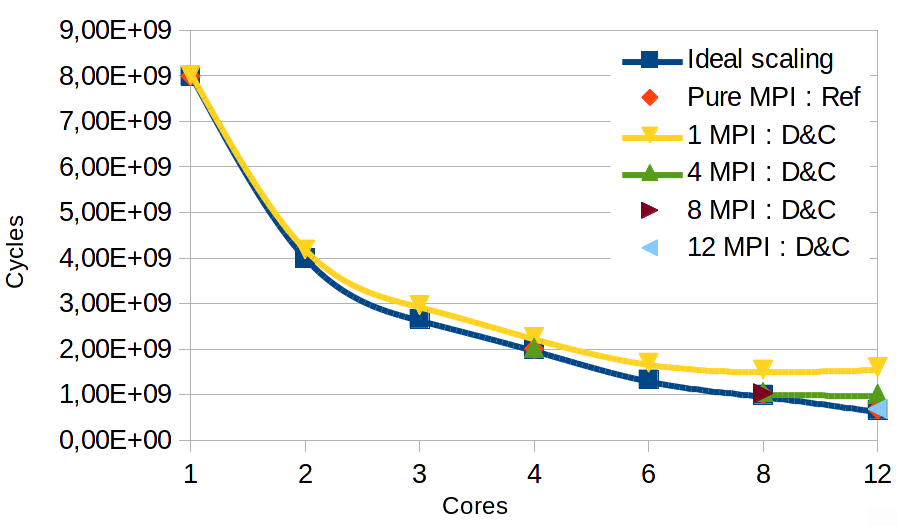 9,00E+09
8,00E+09
7,00E+09
6,00E+09
5,00E+09
4,00E+09
3,00E+09
2,00E+09
1,00E+09
0,00E+00
Cycles
Ideal scaling
Pure MPI : Ref
1 MPI : D&C
4 MPI : D&C
8 MPI : D&C
12 MPI : D&C
1 2 3 4 6 8 12
Cores